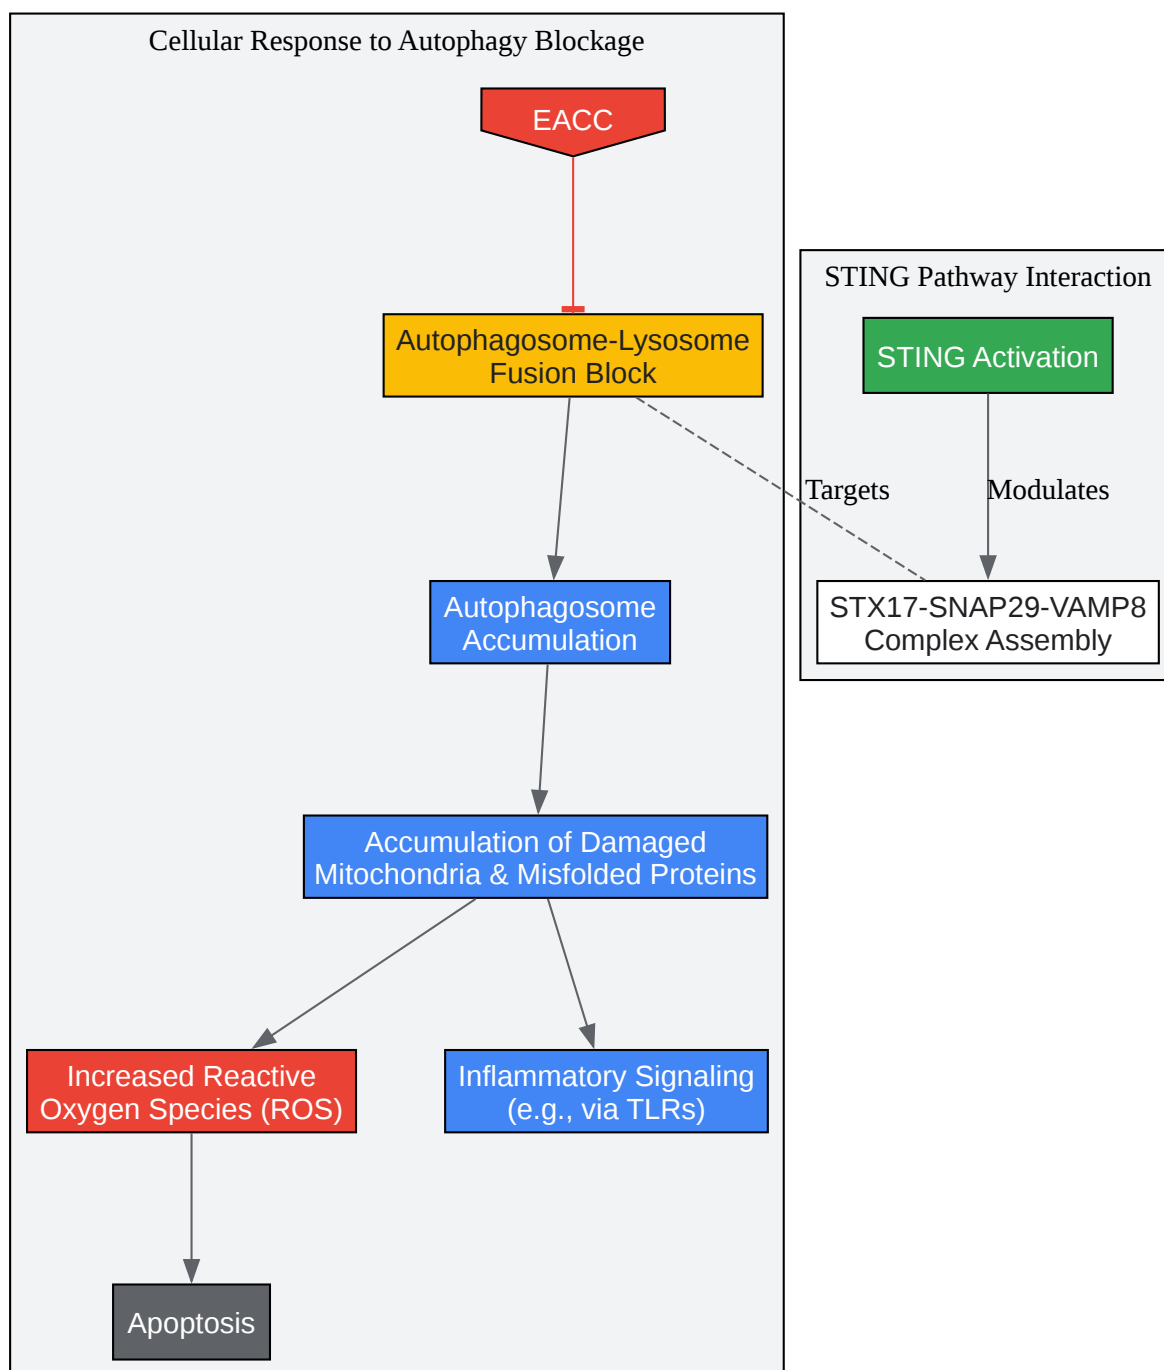 Cellular Response to Autophagy Blockage
EACC
Autophagosome-Lysosome
Fusion Block
Autophagosome
Accumulation
Accumulation of Damaged
Mitochondria & Misfolded Proteins
Increased Reactive
Oxygen Species (ROS)
Inflammatory Signaling
(e.g., via TLRs)
Apoptosis
STING Pathway Interaction
STING Activation
Targets
Modulates
STX17-SNAP29-VAMP8
Complex Assembly